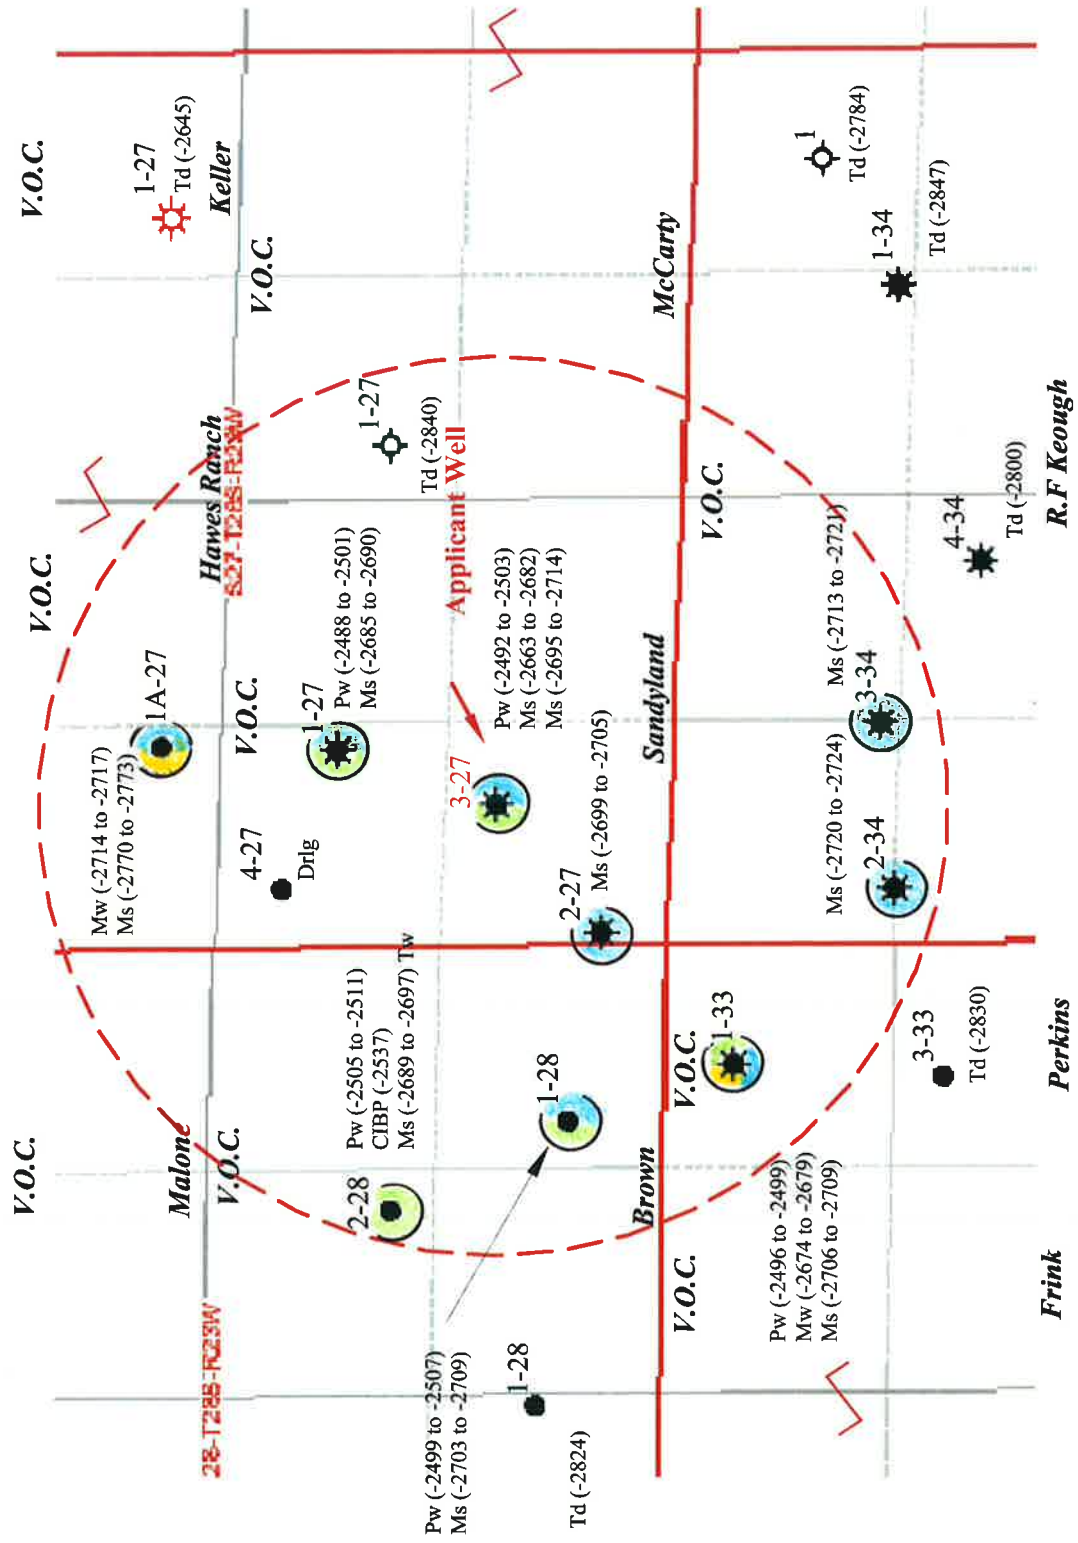 V.O.C.
V.O.C.
V.O.C.
1-27
Td (-2645)
Keller
V.O.C.
Hawes Ranch
S27-T28S-R23W
Malone
V.O.C.
28-T28S-R23W
1A-27
Mw (-2714 to -2717)
Ms (-2770 to -2773)
V.O.C.
4-27
Drlg
1-27
Pw (-2488 to -2501)
Ms (-2685 to -2690)
1-27
Td (-2840)
Applicant Well
3-27
Pw (-2492 to -2503)
Ms (-2663 to -2682)
Ms (-2695 to -2714)
Pw (-2505 to -2511)
CIBP (-2537)
Ms (-2689 to -2697) Tw
2-28
1-28
2-27
Ms (-2699 to -2705)
Pw (-2499 to -2507)
Ms (-2703 to -2709)
1-28
Td (-2824)
Brown
Sandyland
McCarty
V.O.C.
V.O.C.
V.O.C.
1-33
Pw (-2496 to -2499)
Mw (-2674 to -2679)
Ms (-2706 to -2709)
Ms (-2720 to -2724)
2-34
Ms (-2713 to -2721)
3-34
1
Td (-2784)
1-34
Td (-2847)
4-34
Td (-2800)
3-33
Td (-2830)
Frink
Perkins
R.F Keough